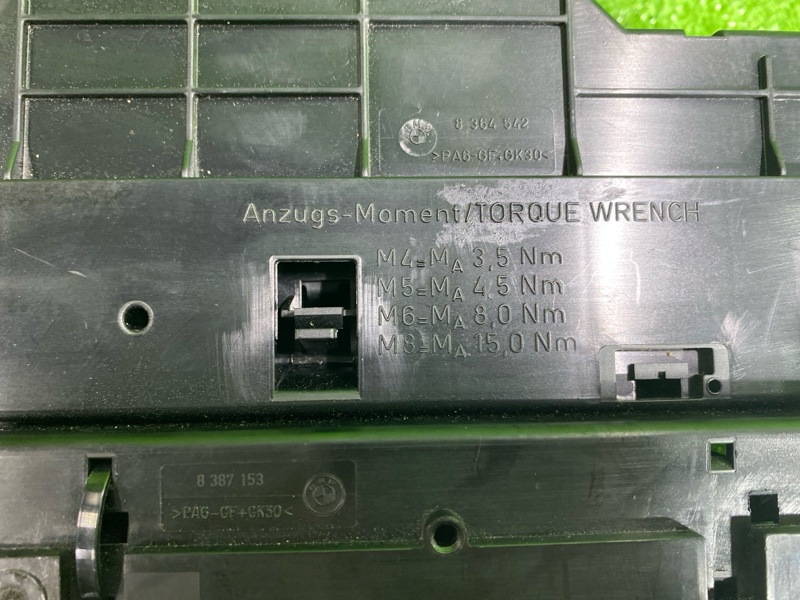 8 364 542
>PA6-GF+GK30<
Anzugs-Moment/TORQUE WRENCH
M4=MA 3,5 Nm
M5=MA 4,5 Nm
M6=MA 8,0 Nm
M8=MA 15,0 Nm
8 387 153
>PA6-GF+GK30<